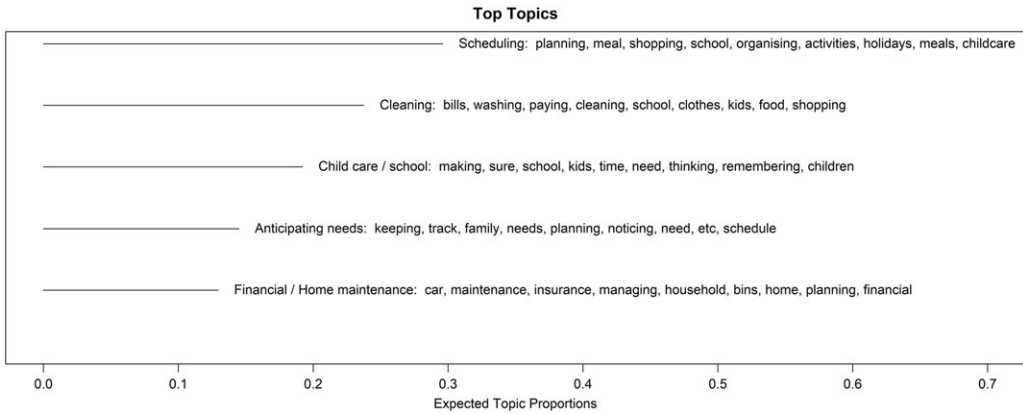 Top Topics
Scheduling: planning, meal, shopping, school, organising, activities, holidays, meals, childcare
Cleaning: bills, washing, paying, cleaning, school, clothes, kids, food, shopping
Child care / school: making, sure, school, kids, time, need, thinking, remembering, children
Anticipating needs: keeping, track, family, needs, planning, noticing, need, etc, schedule
Financial / Home maintenance: car, maintenance, insurance, managing, household, bins, home, planning, financial
0.0 0.1 0.2 0.3 0.4 0.5 0.6 0.7
Expected Topic Proportions